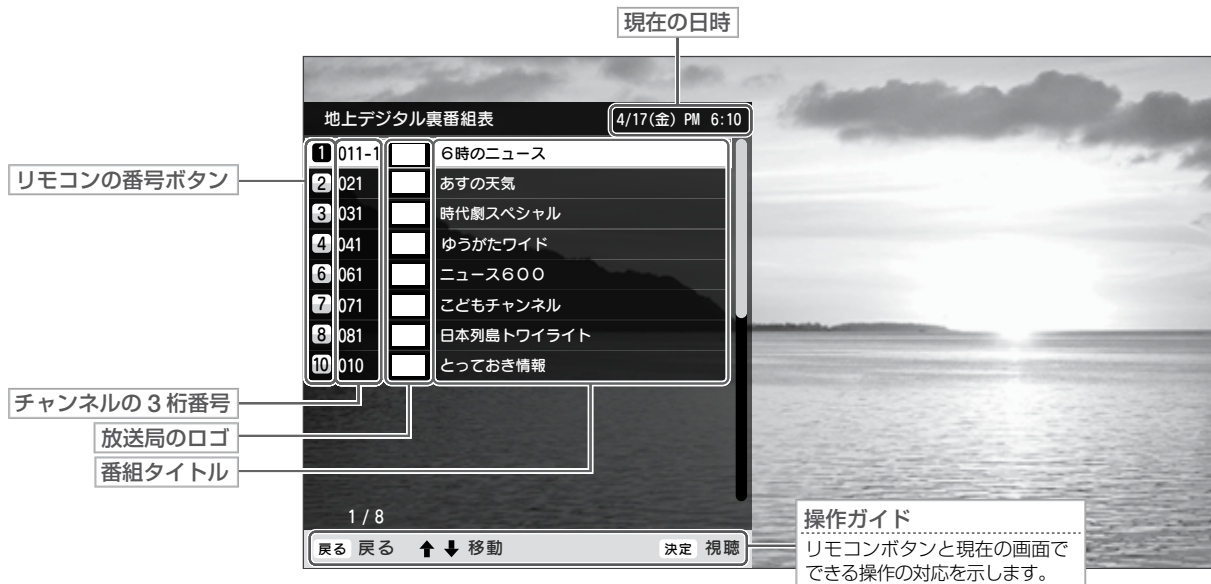 現在の日時
地上デジタル裏番組表 4/17(金) PM 6:10
リモコンの番号ボタン
1 011-1 6時のニュース
2 021 あすの天気
3 031 時代劇スペシャル
4 041 ゆうがたワイド
6 061 ニュース600
7 071 こどもチャンネル
8 081 日本列島トワイライト
10 010 とっておき情報
チャンネルの3桁番号
放送局のロゴ
番組タイトル
1 / 8
戻る 戻る ↑ ↓ 移動 決定 視聴
操作ガイド
リモコンボタンと現在の画面で
できる操作の対応を示します。